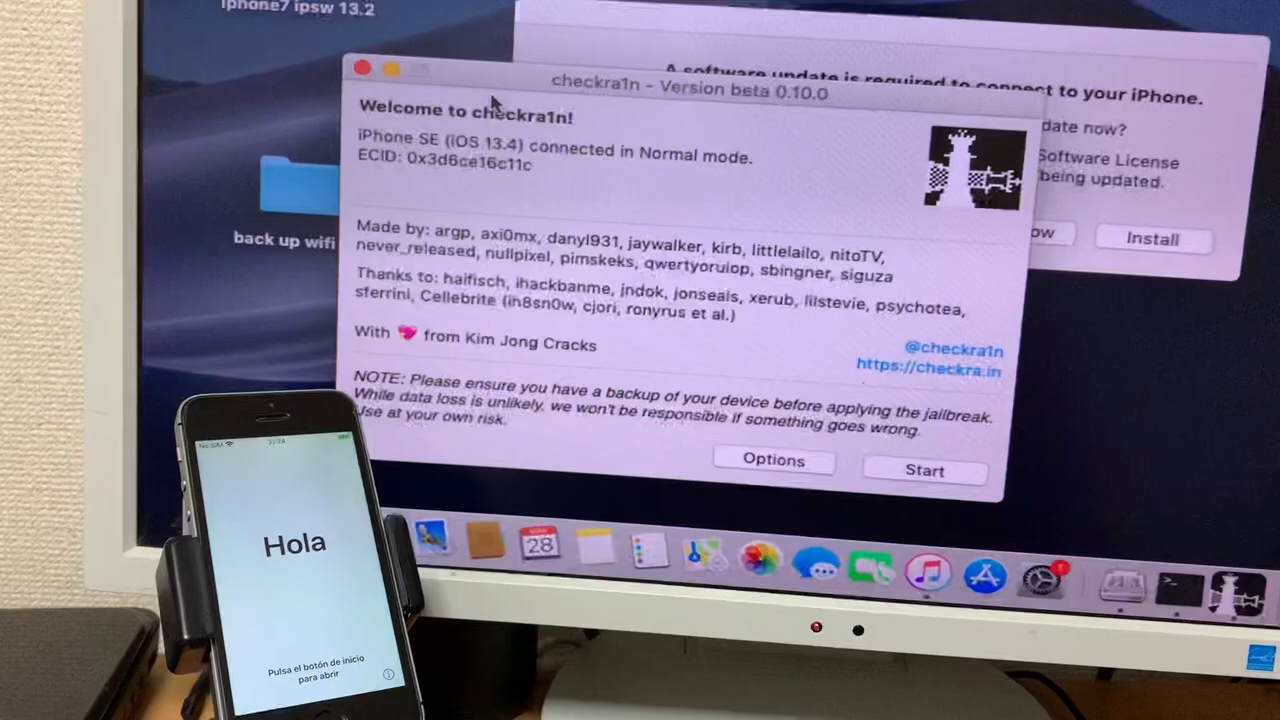 iphone7 ipsw 13.2
A software update is required to connect to your iPhone.
date now?
Software License
being updated.
ow
Install
back up wifi
checkra1n - Version beta 0.10.0
Welcome to checkra1n!
iPhone SE (iOS 13.4) connected in Normal mode.
ECID: 0x3d6ce16c11c
Made by: argp, axi0mx, danyl931, jaywalker, kirb, littlelailo, nitoTV,
never_released, nullpixel, pimskeks, qwertyoruiop, sbingner, siguza
Thanks to: haifisch, ihackbanme, jndok, jonseals, xerub, lilstevie, psychotea,
sferrini, Cellebrite (ih8sn0w, cjori, ronyrus et al.)
With 💖 from Kim Jong Cracks
@checkra1n
https://checkra.in
NOTE: Please ensure you have a backup of your device before applying the jailbreak.
While data loss is unlikely, we won't be responsible if something goes wrong.
Use at your own risk.
Options
Start
28
No SIM
Hola
Pulsa el botón de inicio
para abrir